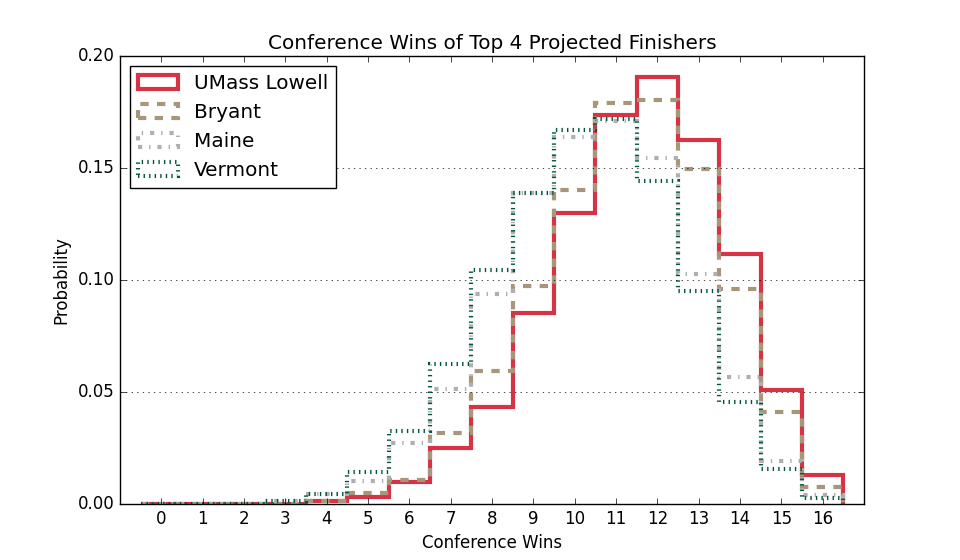 Conference Wins of Top 4 Projected Finishers
0.20
UMass Lowell
Bryant
Maine
Vermont
0.15
0.10
0.05
0.00
Probability
0 1 2 3 4 5 6 7 8 9 10 11 12 13 14 15 16
Conference Wins